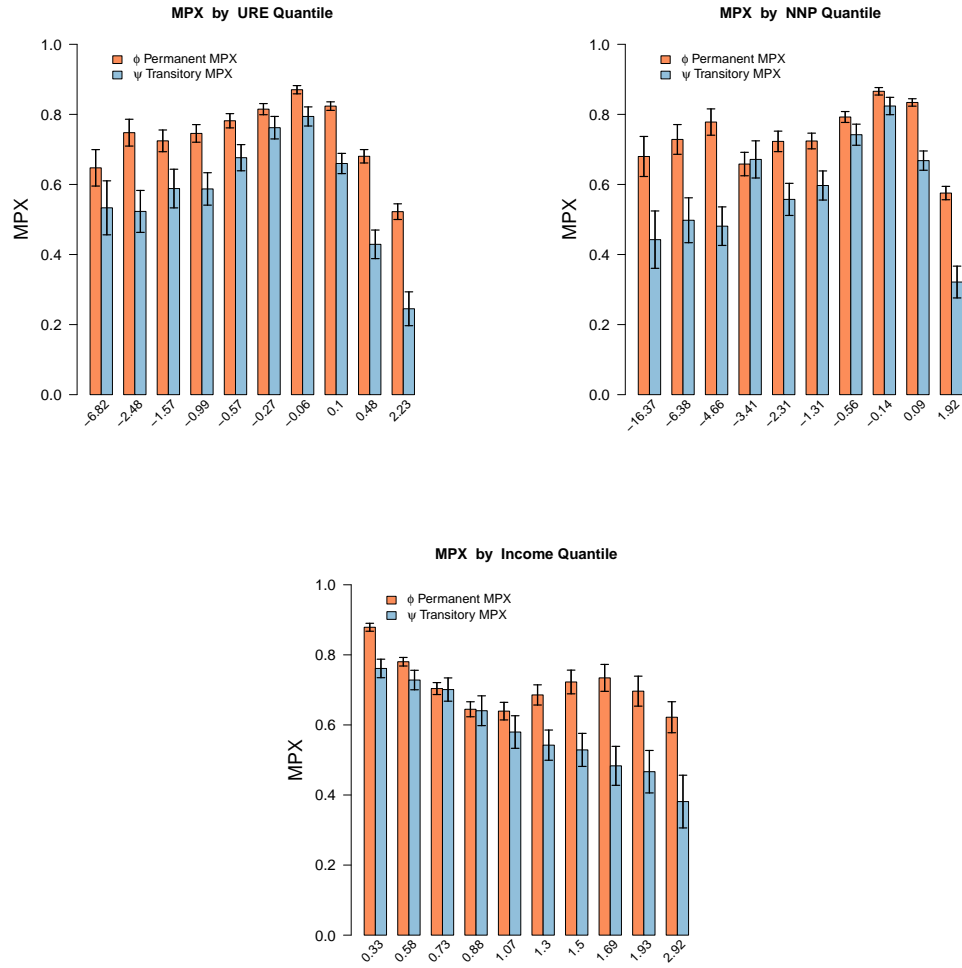 MPX by URE Quantile
1.0
0.8
0.6
0.4
0.2
0.0
MPX
ϕ Permanent MPX
ψ Transitory MPX
−6.82 −2.48 −1.57 −0.99 −0.57 −0.27 −0.06 0.1 0.48 2.23
MPX by NNP Quantile
1.0
0.8
0.6
0.4
0.2
0.0
MPX
ϕ Permanent MPX
ψ Transitory MPX
−16.37 −6.38 −4.66 −3.41 −2.31 −1.31 −0.56 −0.14 0.09 1.92
MPX by Income Quantile
1.0
0.8
0.6
0.4
0.2
0.0
MPX
ϕ Permanent MPX
ψ Transitory MPX
0.33 0.58 0.73 0.88 1.07 1.3 1.5 1.69 1.93 2.92